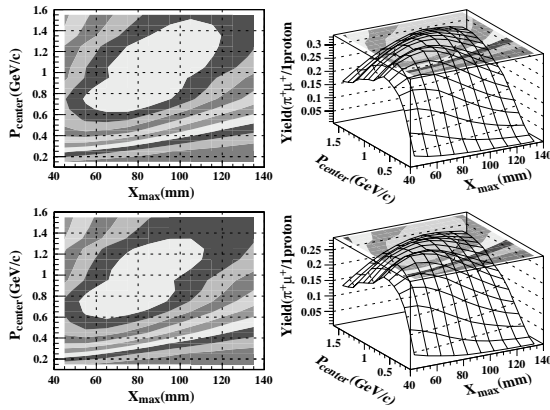 1.6
1.4
1.2
1
0.8
0.6
0.4
0.2
P_center(GeV/c)
40 60 80 100 120 140
X_max(mm)
0.3
0.25
0.2
0.15
0.1
0.05
Yield(π⁺μ⁺/1proton
1.5
1
0.5
P_center (GeV/c)
40 60 80 100 120 140
X_max(mm)
1.6
1.4
1.2
1
0.8
0.6
0.4
0.2
P_center(GeV/c)
40 60 80 100 120 140
X_max(mm)
0.25
0.2
0.15
0.1
0.05
Yield(π⁺μ⁺/1proton
1.5
1
0.5
P_center (GeV/c)
40 60 80 100 120 140
X_max(mm)